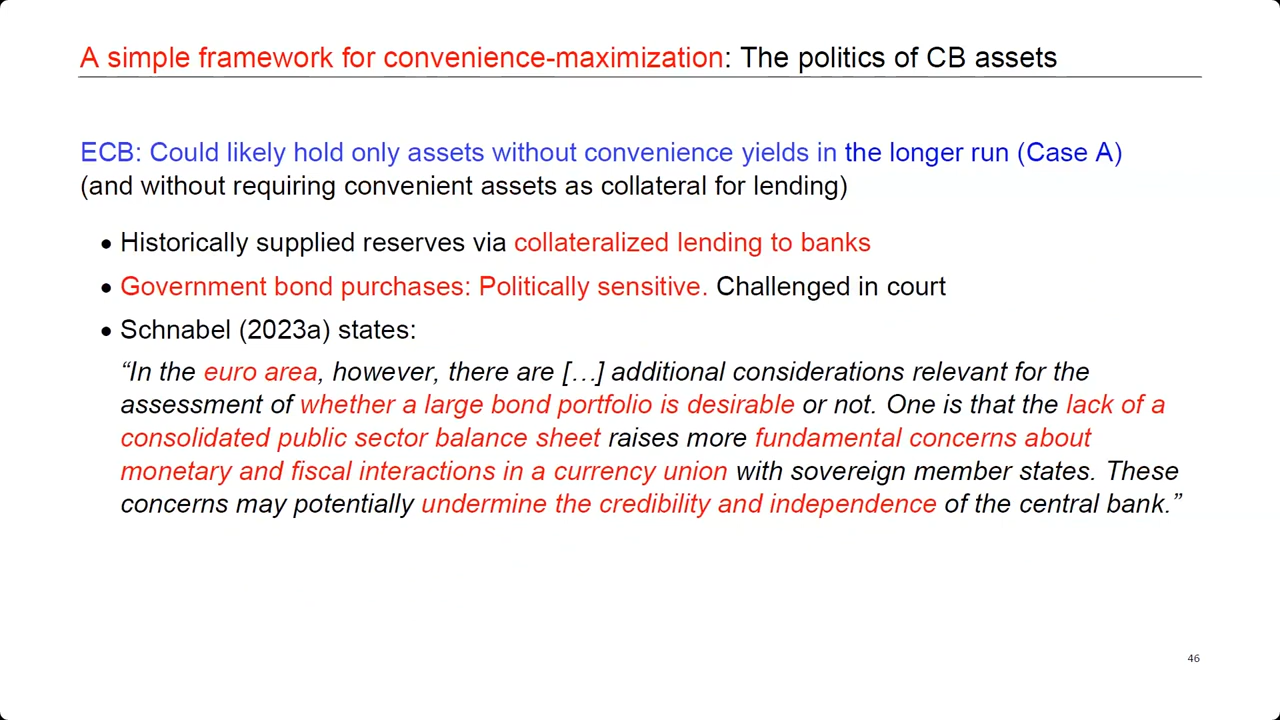 A simple framework for convenience-maximization: The politics of CB assets
ECB: Could likely hold only assets without convenience yields in the longer run (Case A)
(and without requiring convenient assets as collateral for lending)
• Historically supplied reserves via collateralized lending to banks
• Government bond purchases: Politically sensitive. Challenged in court
• Schnabel (2023a) states:
“In the euro area, however, there are […] additional considerations relevant for the
assessment of whether a large bond portfolio is desirable or not. One is that the lack of a
consolidated public sector balance sheet raises more fundamental concerns about
monetary and fiscal interactions in a currency union with sovereign member states. These
concerns may potentially undermine the credibility and independence of the central bank.”
46